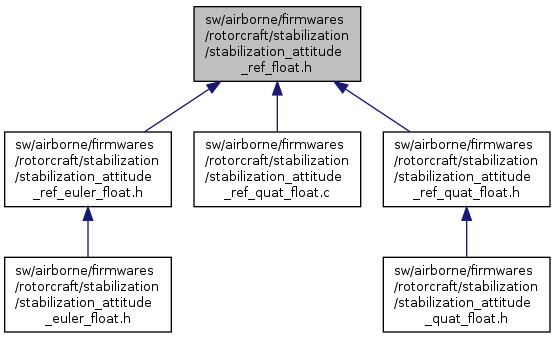 sw/airborne/firmwares
/rotorcraft/stabilization
/stabilization_attitude
_ref_float.h
sw/airborne/firmwares
/rotorcraft/stabilization
/stabilization_attitude
_ref_euler_float.h
sw/airborne/firmwares
/rotorcraft/stabilization
/stabilization_attitude
_ref_quat_float.c
sw/airborne/firmwares
/rotorcraft/stabilization
/stabilization_attitude
_ref_quat_float.h
sw/airborne/firmwares
/rotorcraft/stabilization
/stabilization_attitude
_euler_float.h
sw/airborne/firmwares
/rotorcraft/stabilization
/stabilization_attitude
_quat_float.h